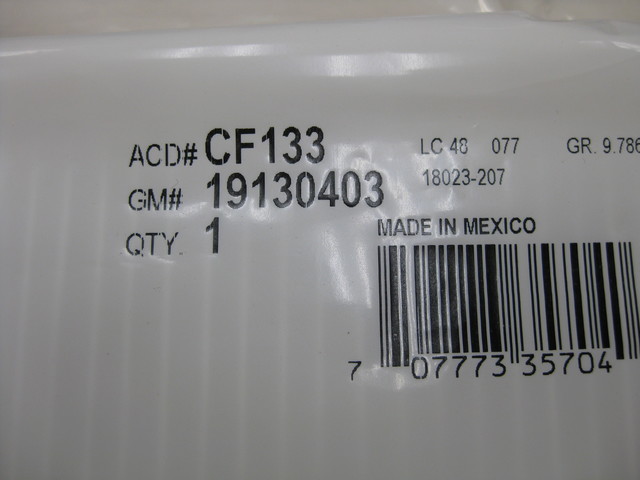 ACD# CF133
GM# 19130403
QTY. 1
LC 48 077 GR. 9.786
18023-207
MADE IN MEXICO
7 07773 35704